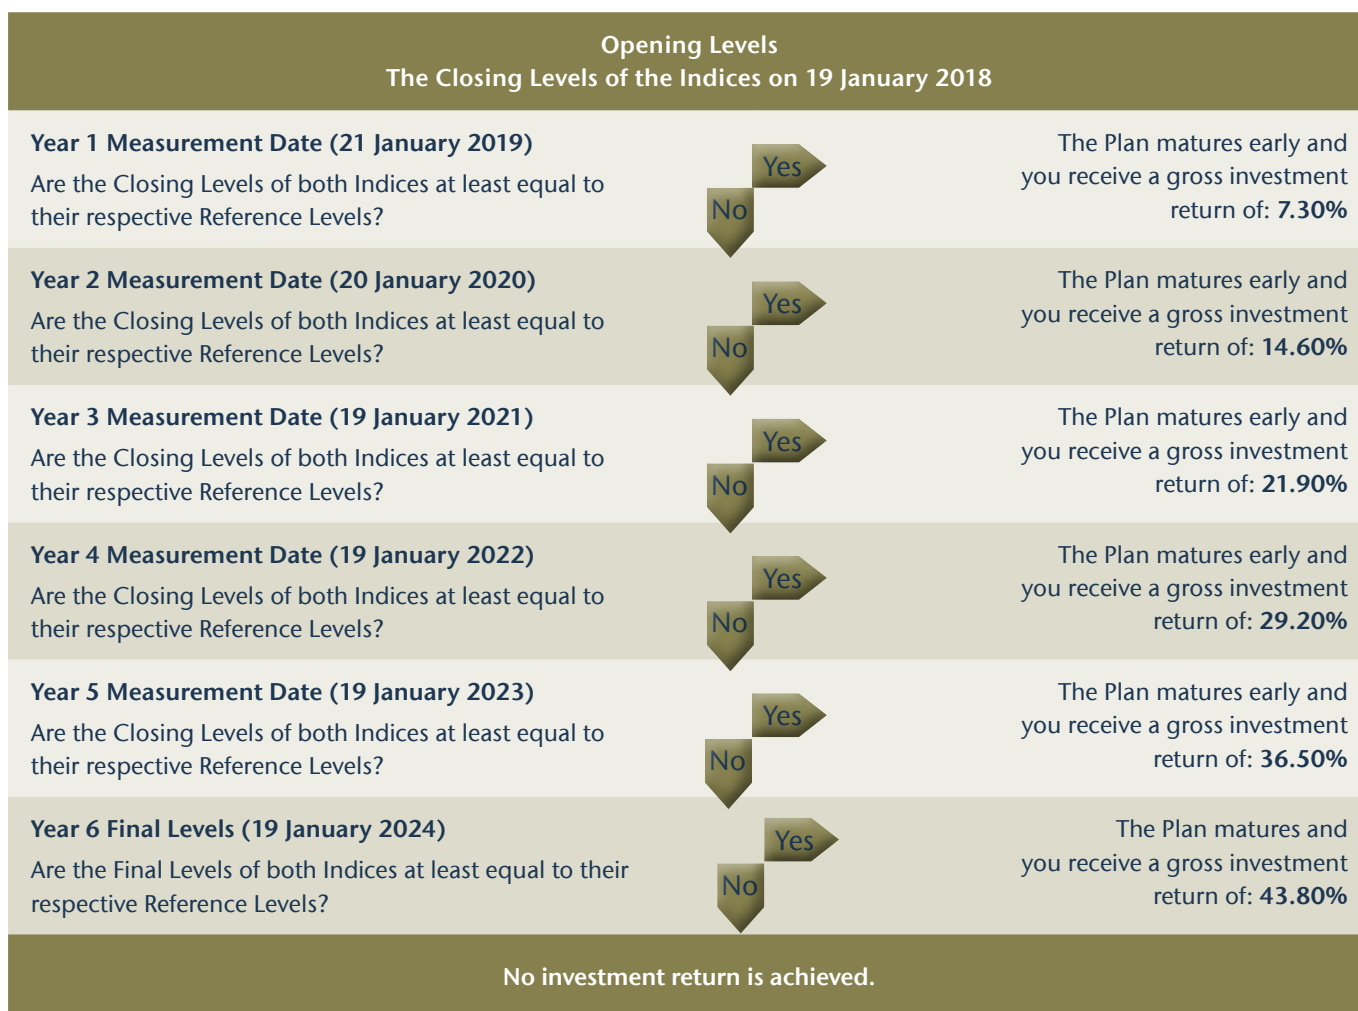 Opening Levels
The Closing Levels of the Indices on 19 January 2018
Year 1 Measurement Date (21 January 2019)
Are the Closing Levels of both Indices at least equal to
their respective Reference Levels?
Yes
No
The Plan matures early and
you receive a gross investment
return of: 7.30%
Year 2 Measurement Date (20 January 2020)
Are the Closing Levels of both Indices at least equal to
their respective Reference Levels?
Yes
No
The Plan matures early and
you receive a gross investment
return of: 14.60%
Year 3 Measurement Date (19 January 2021)
Are the Closing Levels of both Indices at least equal to
their respective Reference Levels?
Yes
No
The Plan matures early and
you receive a gross investment
return of: 21.90%
Year 4 Measurement Date (19 January 2022)
Are the Closing Levels of both Indices at least equal to
their respective Reference Levels?
Yes
No
The Plan matures early and
you receive a gross investment
return of: 29.20%
Year 5 Measurement Date (19 January 2023)
Are the Closing Levels of both Indices at least equal to
their respective Reference Levels?
Yes
No
The Plan matures early and
you receive a gross investment
return of: 36.50%
Year 6 Final Levels (19 January 2024)
Are the Final Levels of both Indices at least equal to their
respective Reference Levels?
Yes
No
The Plan matures and
you receive a gross investment
return of: 43.80%
No investment return is achieved.